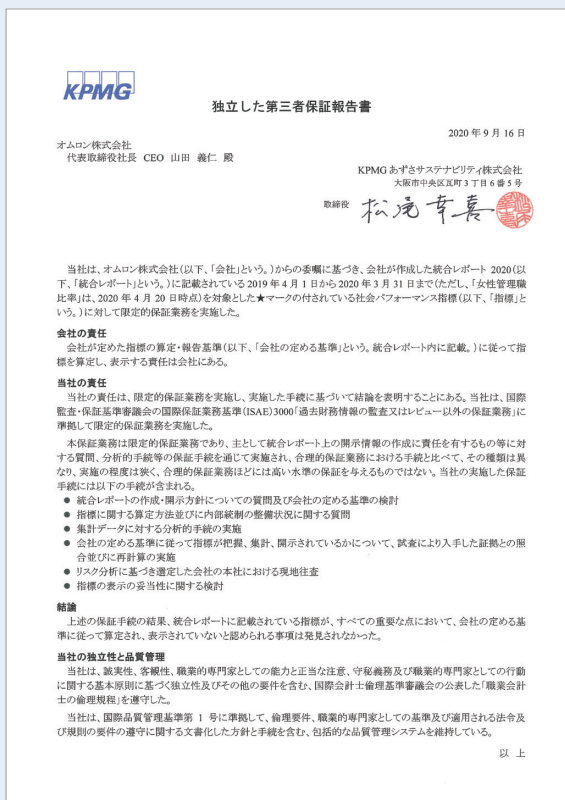 KPMG
独立した第三者保証報告書
2020 年 9 月 16 日
オムロン株式会社
代表取締役社長 CEO 山田 義仁 殿
KPMG あずさサステナビリティ株式会社
大阪市中央区瓦町 3 丁目 6 番 5 号
取締役 松尾 幸喜
当社は、オムロン株式会社(以下、「会社」という。)からの委嘱に基づき、会社が作成した統合レポート 2020(以
下、「統合レポート」という。)に記載されている 2019 年 4 月 1 日から 2020 年 3 月 31 日まで(ただし、「女性管理職
比率」は、2020 年 4 月 20 日時点)を対象とした★マークの付されている社会パフォーマンス指標(以下、「指標」と
いう。)に対して限定的保証業務を実施した。
会社の責任
会社が定めた指標の算定・報告基準(以下、「会社の定める基準」という。統合レポート内に記載。)に従って指
標を算定し、表示する責任は会社にある。
当社の責任
当社の責任は、限定的保証業務を実施し、実施した手続に基づいて結論を表明することにある。当社は、国際
監査・保証基準審議会の国際保証業務基準(ISAE)3000「過去財務情報の監査又はレビュー以外の保証業務」に
準拠して限定的保証業務を実施した。
本保証業務は限定的保証業務であり、主として統合レポート上の開示情報の作成に責任を有するもの等に対
する質問、分析的手続等の保証手続を通じて実施され、合理的保証業務における手続と比べて、その種類は異
なり、実施の程度は狭く、合理的保証業務ほどには高い水準の保証を与えるものではない。当社の実施した保証
手続には以下の手続が含まれる。
● 統合レポートの作成・開示方針についての質問及び会社の定める基準の検討
● 指標に関する算定方法並びに内部統制の整備状況に関する質問
● 集計データに対する分析的手続の実施
● 会社の定める基準に従って指標が把握、集計、開示されているかについて、試査により入手した証拠との照
合並びに再計算の実施
● リスク分析に基づき選定した会社の本社における現地往査
● 指標の表示の妥当性に関する検討
結論
上述の保証手続の結果、統合レポートに記載されている指標が、すべての重要な点において、会社の定める基
準に従って算定され、表示されていないと認められる事項は発見されなかった。
当社の独立性と品質管理
当社は、誠実性、客観性、職業的専門家としての能力と正当な注意、守秘義務及び職業的専門家としての行動
に関する基本原則に基づく独立性及びその他の要件を含む、国際会計士倫理基準審議会の公表した「職業会計
士の倫理規程」を遵守した。
当社は、国際品質管理基準第 1 号に準拠して、倫理要件、職業的専門家としての基準及び適用される法令及
び規則の要件の遵守に関する文書化した方針と手続を含む、包括的な品質管理システムを維持している。
以 上